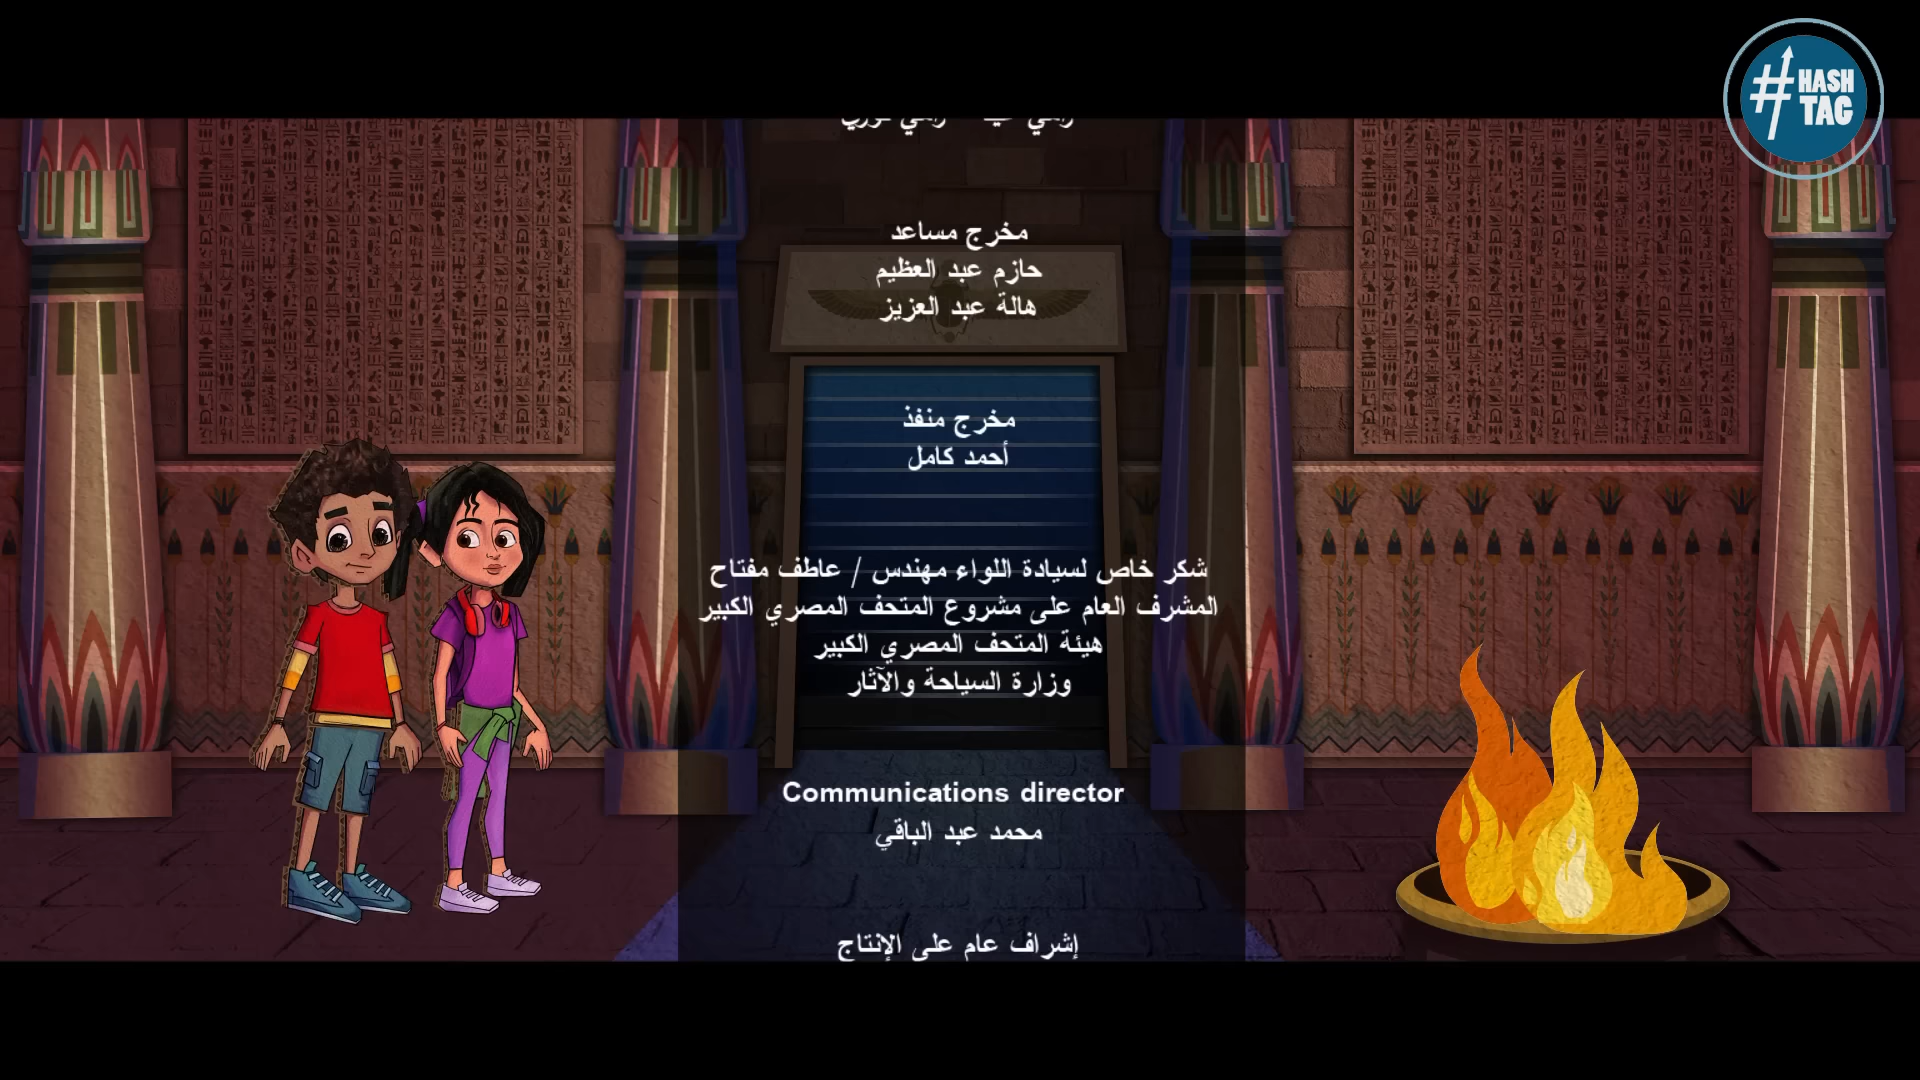 # HASH
TAG
مخرج مساعد
حازم عبد العظيم
هالة عبد العزيز
مخرج منفذ
أحمد كامل
شكر خاص لسيادة اللواء مهندس / عاطف مفتاح
المشرف العام على مشروع المتحف المصري الكبير
هيئة المتحف المصري الكبير
وزارة السياحة والآثار
Communications director
محمد عبد الباقي
إشراف عام على الإنتاج